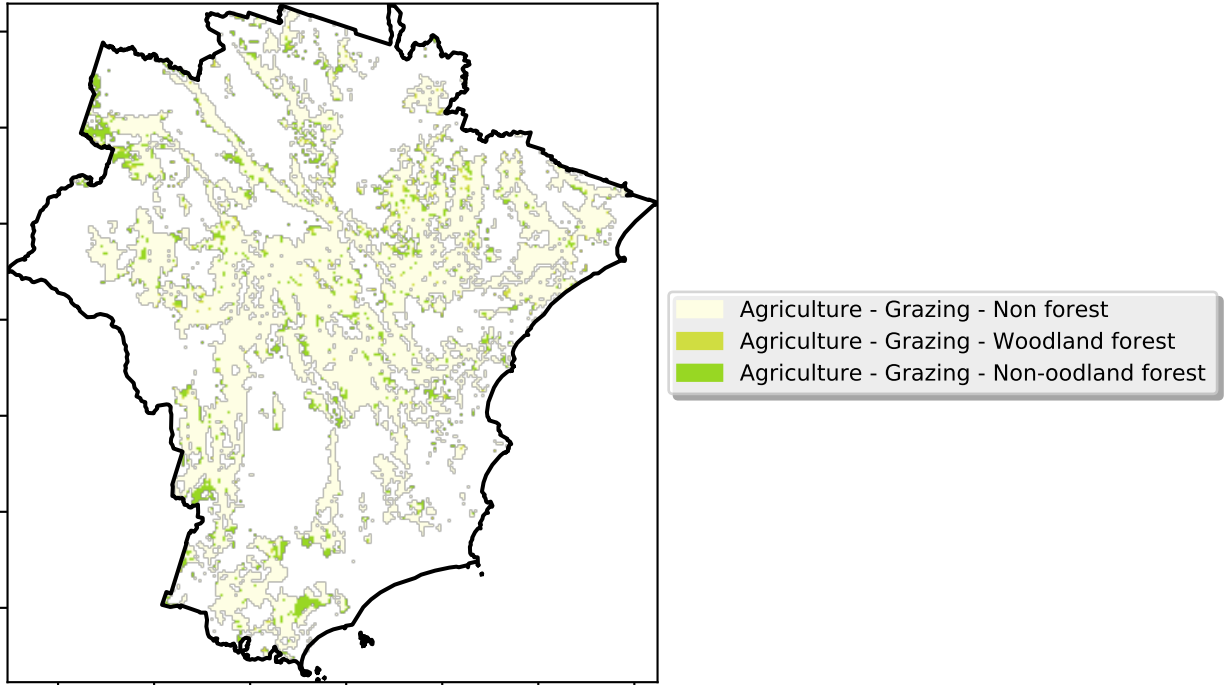 Agriculture - Grazing - Non forest
Agriculture - Grazing - Woodland forest
Agriculture - Grazing - Non-oodland forest